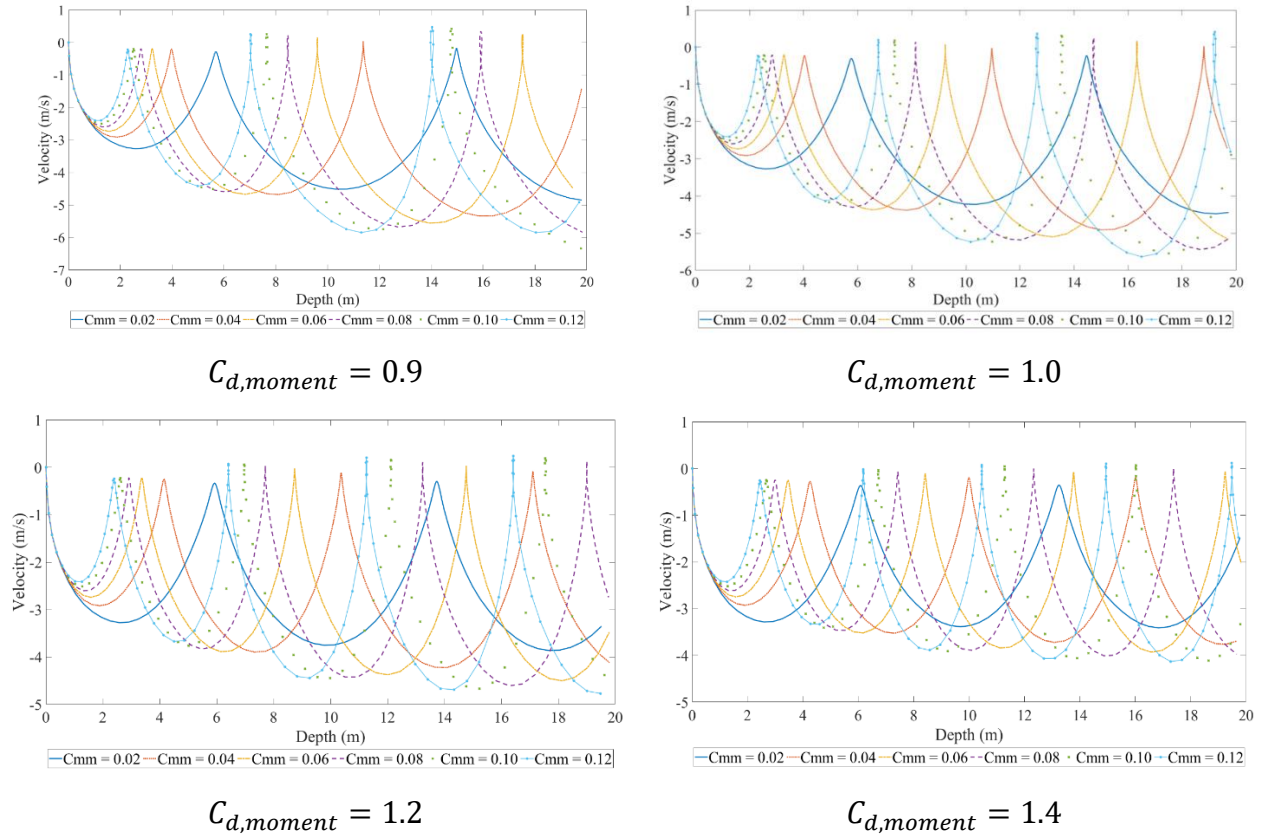 1
0
-1
-2
-3
-4
-5
-6
-7
Velocity (m/s)
0 2 4 6 8 10 12 14 16 18 20
Depth (m)
Cmm = 0.02 Cmm = 0.04 Cmm = 0.06 Cmm = 0.08 Cmm = 0.10 Cmm = 0.12
C_{d,moment} = 0.9
1
0
-1
-2
-3
-4
-5
-6
Velocity (m/s)
0 2 4 6 8 10 12 14 16 18 20
Depth (m)
Cmm = 0.02 Cmm = 0.04 Cmm = 0.06 Cmm = 0.08 Cmm = 0.10 Cmm = 0.12
C_{d,moment} = 1.0
1
0
-1
-2
-3
-4
-5
Velocity (m/s)
0 2 4 6 8 10 12 14 16 18 20
Depth (m)
Cmm = 0.02 Cmm = 0.04 Cmm = 0.06 Cmm = 0.08 Cmm = 0.10 Cmm = 0.12
C_{d,moment} = 1.2
1
0
-1
-2
-3
-4
-5
Velocity (m/s)
0 2 4 6 8 10 12 14 16 18 20
Depth (m)
Cmm = 0.02 Cmm = 0.04 Cmm = 0.06 Cmm = 0.08 Cmm = 0.10 Cmm = 0.12
C_{d,moment} = 1.4